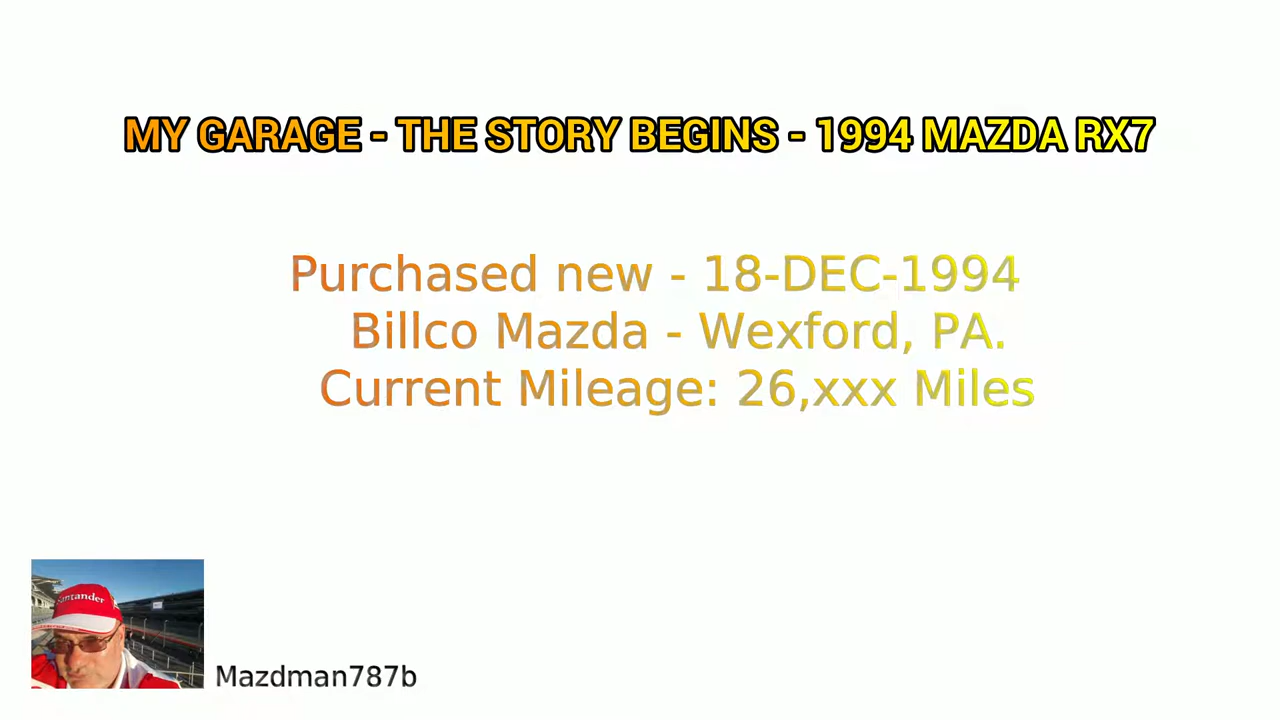 MY GARAGE - THE STORY BEGINS - 1994 MAZDA RX7
Purchased new - 18-DEC-1994
Billco Mazda - Wexford, PA.
Current Mileage: 26,xxx Miles
Santander
Mazdman787b